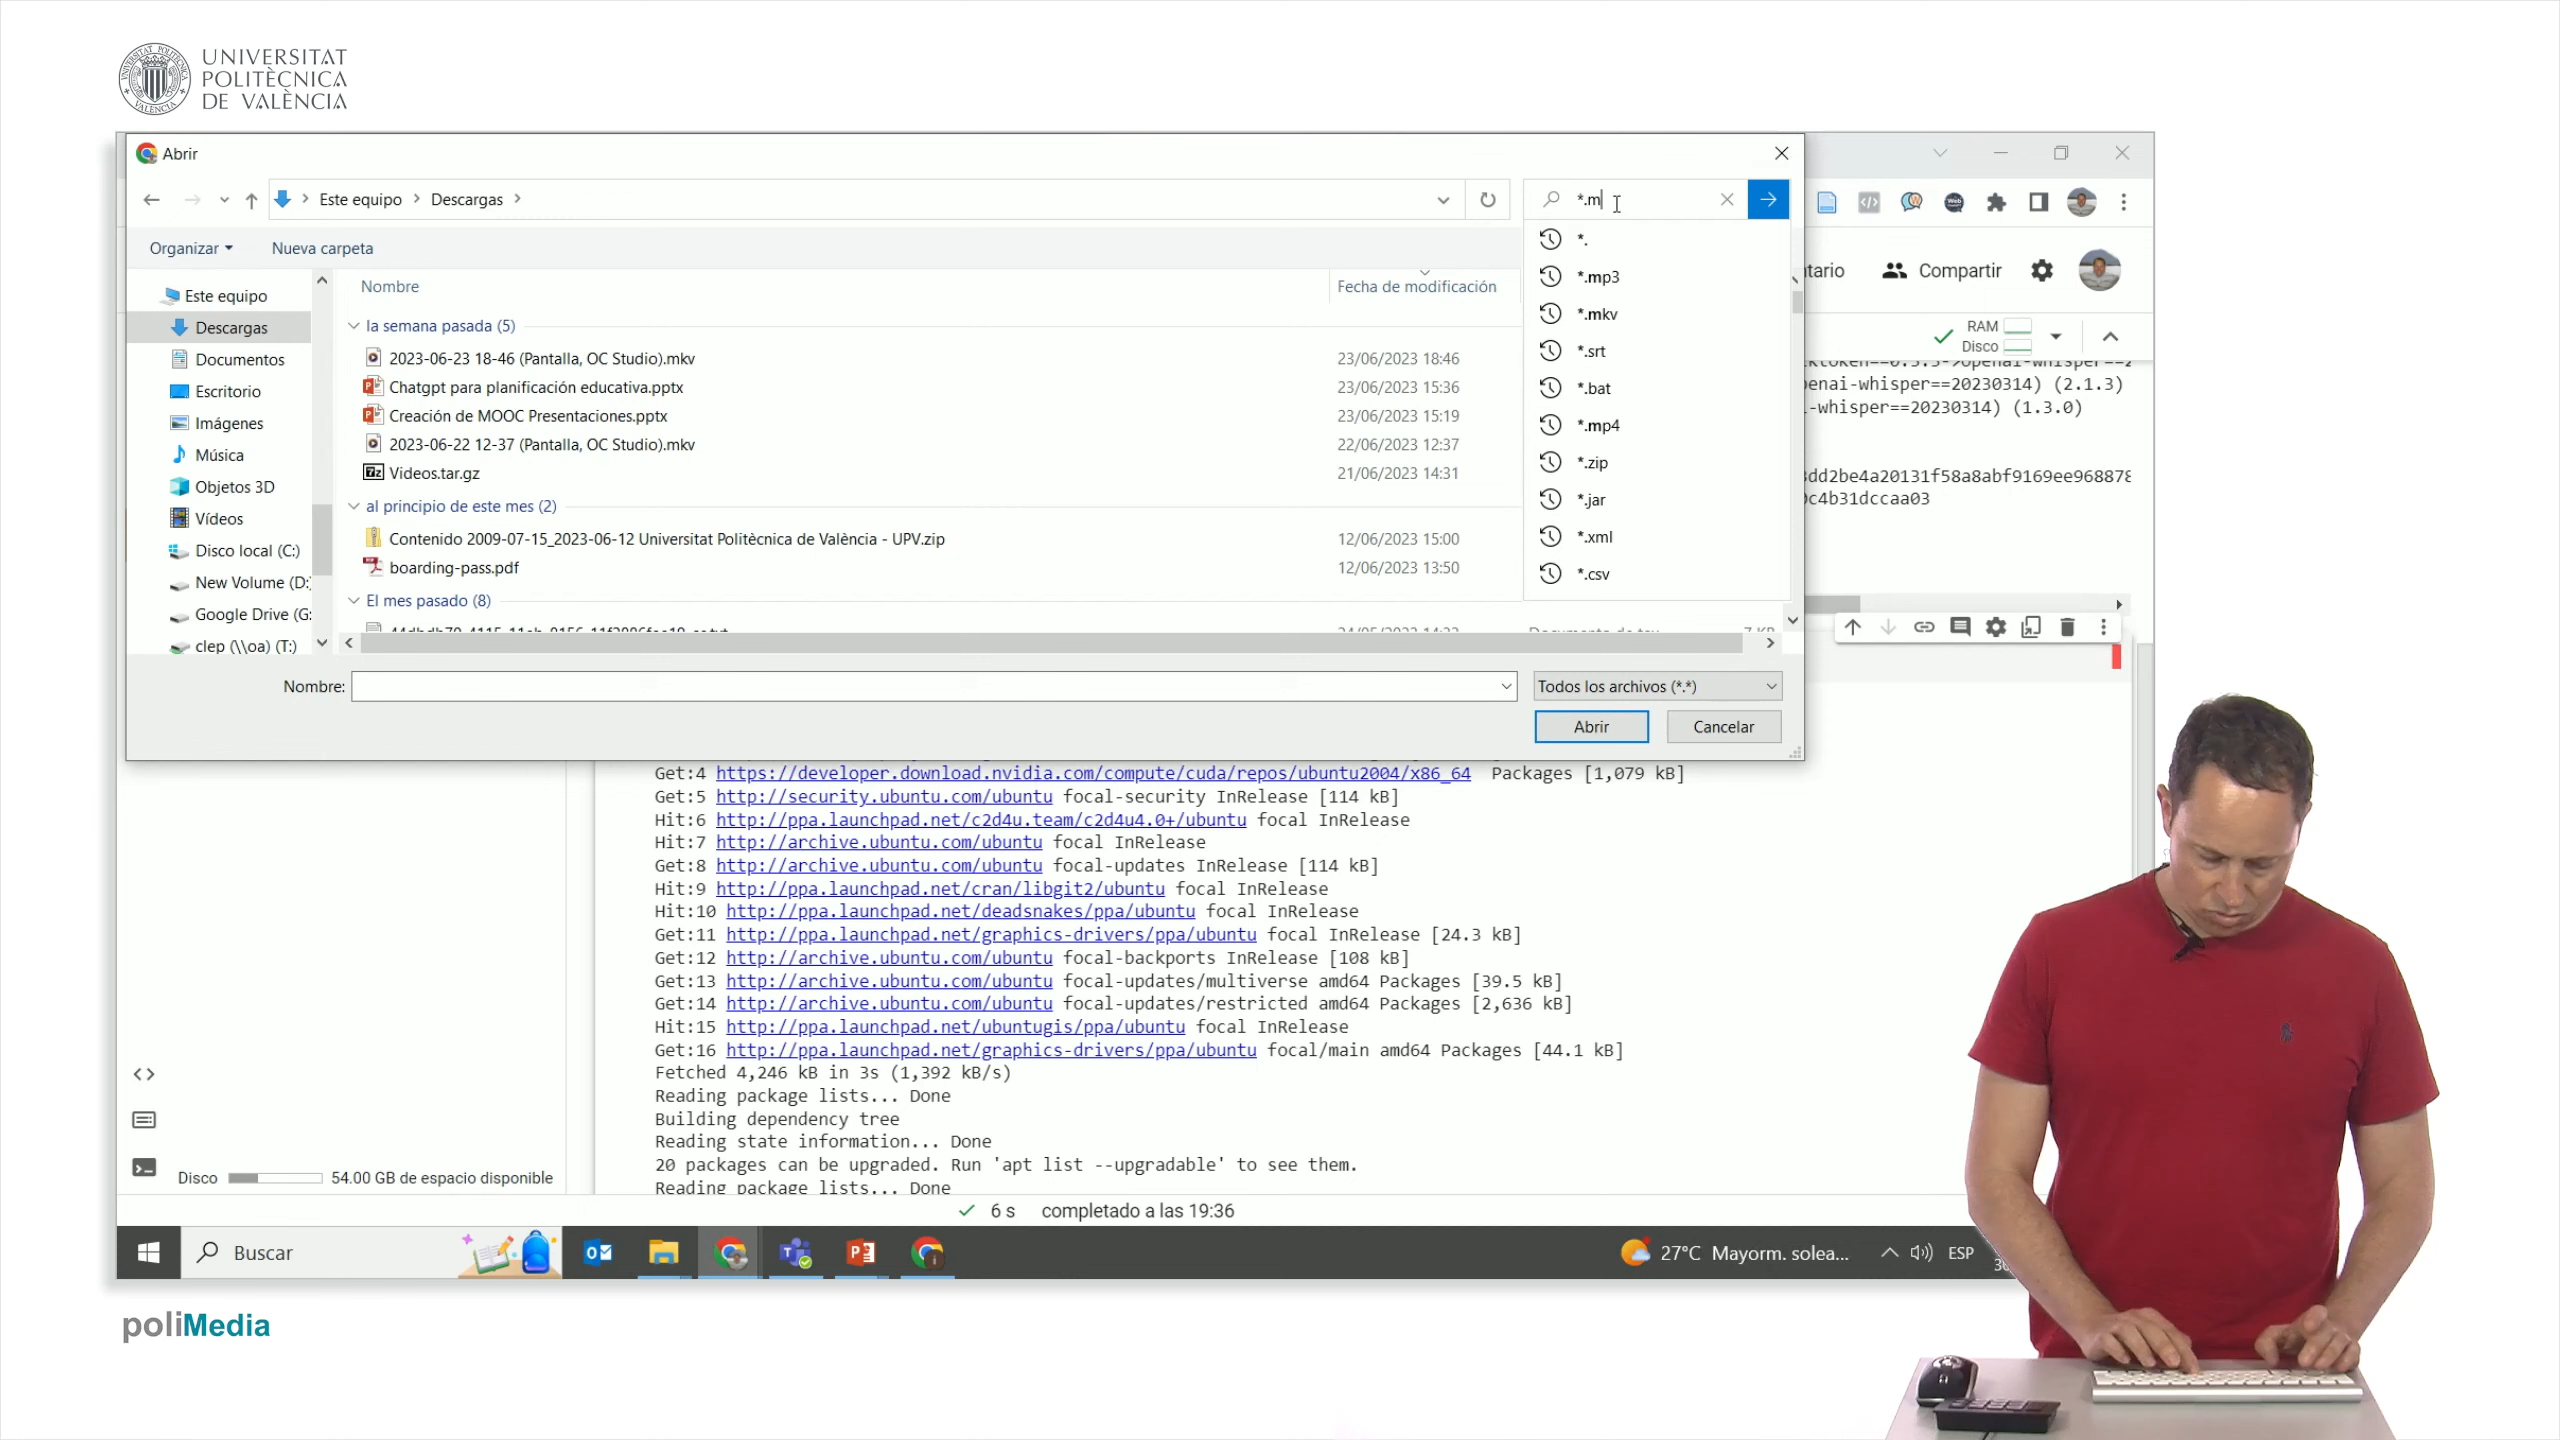 UNIVERSITAT
POLITÈCNICA
DE VALÈNCIA
Abrir
Este equipo
Descargas
*.m
Organizar
Nueva carpeta
*.
*.mp3
*.mkv
*.srt
*.bat
*.mp4
*.zip
*.jar
*.xml
*.csv
Este equipo
Descargas
Documentos
Escritorio
Imágenes
Música
Objetos 3D
Vídeos
Disco local (C:)
New Volume (D:
Google Drive (G:
clep (\\oa) (T:)
Nombre
Fecha de modificación
la semana pasada (5)
2023-06-23 18-46 (Pantalla, OC Studio).mkv 23/06/2023 18:46
Chatgpt para planificación educativa.pptx 23/06/2023 15:36
Creación de MOOC Presentaciones.pptx 23/06/2023 15:19
2023-06-22 12-37 (Pantalla, OC Studio).mkv 22/06/2023 12:37
Videos.tar.gz 21/06/2023 14:31
al principio de este mes (2)
Contenido 2009-07-15_2023-06-12 Universitat Politècnica de València - UPV.zip 12/06/2023 15:00
boarding-pass.pdf 12/06/2023 13:50
El mes pasado (8)
Nombre:
Todos los archivos (*.*)
Abrir
Cancelar
tario
Compartir
RAM
Disco
enai-whisper==20230314) (2.1.3)
-whisper==20230314) (1.3.0)
dd2be4a20131f58a8abf9169ee968878
c4b31dccaa03
Get:4 https://developer.download.nvidia.com/compute/cuda/repos/ubuntu2004/x86_64 Packages [1,079 kB]
Get:5 http://security.ubuntu.com/ubuntu focal-security InRelease [114 kB]
Hit:6 http://ppa.launchpad.net/c2d4u.team/c2d4u4.0+/ubuntu focal InRelease
Hit:7 http://archive.ubuntu.com/ubuntu focal InRelease
Get:8 http://archive.ubuntu.com/ubuntu focal-updates InRelease [114 kB]
Hit:9 http://ppa.launchpad.net/cran/libgit2/ubuntu focal InRelease
Hit:10 http://ppa.launchpad.net/deadsnakes/ppa/ubuntu focal InRelease
Get:11 http://ppa.launchpad.net/graphics-drivers/ppa/ubuntu focal InRelease [24.3 kB]
Get:12 http://archive.ubuntu.com/ubuntu focal-backports InRelease [108 kB]
Get:13 http://archive.ubuntu.com/ubuntu focal-updates/multiverse amd64 Packages [39.5 kB]
Get:14 http://archive.ubuntu.com/ubuntu focal-updates/restricted amd64 Packages [2,636 kB]
Hit:15 http://ppa.launchpad.net/ubuntugis/ppa/ubuntu focal InRelease
Get:16 http://ppa.launchpad.net/graphics-drivers/ppa/ubuntu focal/main amd64 Packages [44.1 kB]
Fetched 4,246 kB in 3s (1,392 kB/s)
Reading package lists... Done
Building dependency tree
Reading state information... Done
20 packages can be upgraded. Run 'apt list --upgradable' to see them.
Reading package lists... Done
Disco
54.00 GB de espacio disponible
6 s completado a las 19:36
Buscar
27°C Mayorm. solea...
ESP
poliMedia